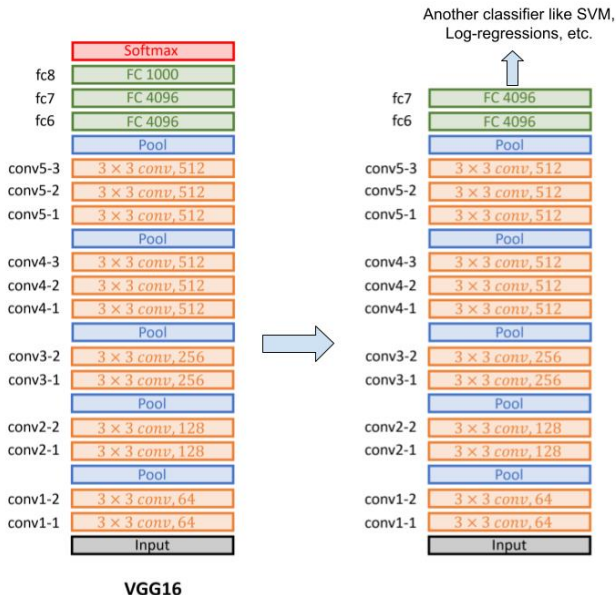 Another classifier like SVM,
Log-regressions, etc.
Softmax
fc8 FC 1000
fc7 FC 4096
fc6 FC 4096
Pool
conv5-3 3 × 3 conv, 512
conv5-2 3 × 3 conv, 512
conv5-1 3 × 3 conv, 512
Pool
conv4-3 3 × 3 conv, 512
conv4-2 3 × 3 conv, 512
conv4-1 3 × 3 conv, 512
Pool
conv3-2 3 × 3 conv, 256
conv3-1 3 × 3 conv, 256
Pool
conv2-2 3 × 3 conv, 128
conv2-1 3 × 3 conv, 128
Pool
conv1-2 3 × 3 conv, 64
conv1-1 3 × 3 conv, 64
Input
VGG16
fc7 FC 4096
fc6 FC 4096
Pool
conv5-3 3 × 3 conv, 512
conv5-2 3 × 3 conv, 512
conv5-1 3 × 3 conv, 512
Pool
conv4-3 3 × 3 conv, 512
conv4-2 3 × 3 conv, 512
conv4-1 3 × 3 conv, 512
Pool
conv3-2 3 × 3 conv, 256
conv3-1 3 × 3 conv, 256
Pool
conv2-2 3 × 3 conv, 128
conv2-1 3 × 3 conv, 128
Pool
conv1-2 3 × 3 conv, 64
conv1-1 3 × 3 conv, 64
Input